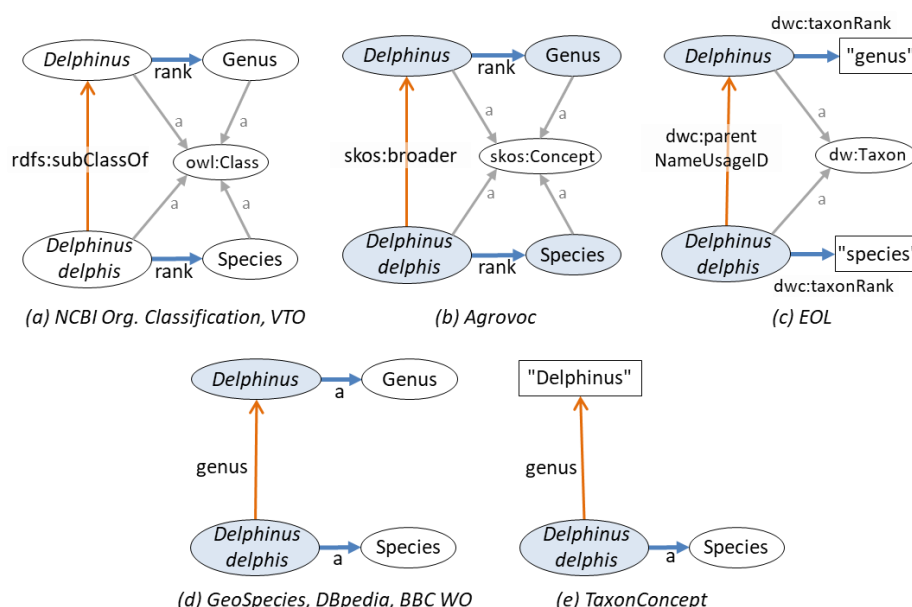 Delphinus
rank
Genus
a
a
rdfs:subClassOf
owl:Class
a
a
Delphinus
delphis
rank
Species
(a) NCBI Org. Classification, VTO
Delphinus
rank
Genus
a
a
skos:broader
skos:Concept
a
a
Delphinus
delphis
rank
Species
(b) Agrovoc
dwc:taxonRank
Delphinus
"genus"
a
dwc:parent
NameUsageID
dw:Taxon
a
Delphinus
delphis
"species"
dwc:taxonRank
(c) EOL
Delphinus
a
Genus
genus
Delphinus
delphis
a
Species
(d) GeoSpecies, DBpedia, BBC WO
"Delphinus"
genus
Delphinus
delphis
a
Species
(e) TaxonConcept